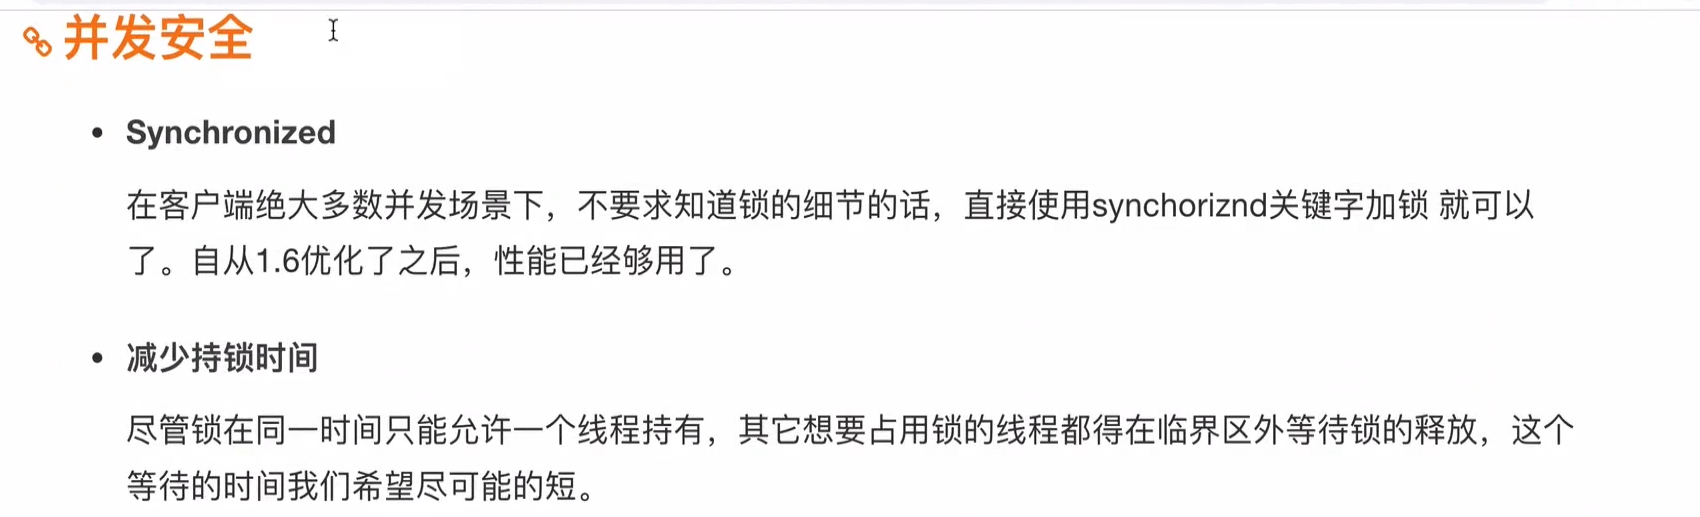 并发安全
Synchronized
在客户端绝大多数并发场景下，不要求知道锁的细节的话，直接使用synchoriznd关键字加锁 就可以
了。自从1.6优化了之后，性能已经够用了。
减少持锁时间
尽管锁在同一时间只能允许一个线程持有，其它想要占用锁的线程都得在临界区外等待锁的释放，这个
等待的时间我们希望尽可能的短。